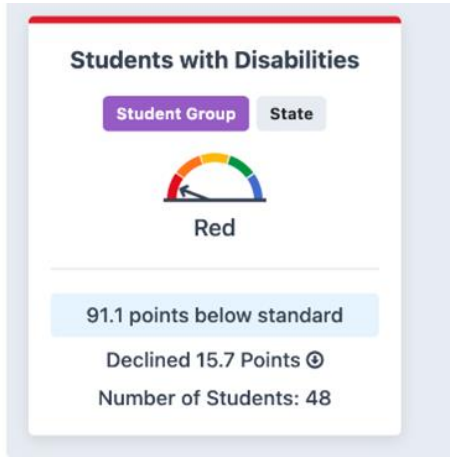 Students with Disabilities
Student Group State
Red
91.1 points below standard
Declined 15.7 Points
Number of Students: 48